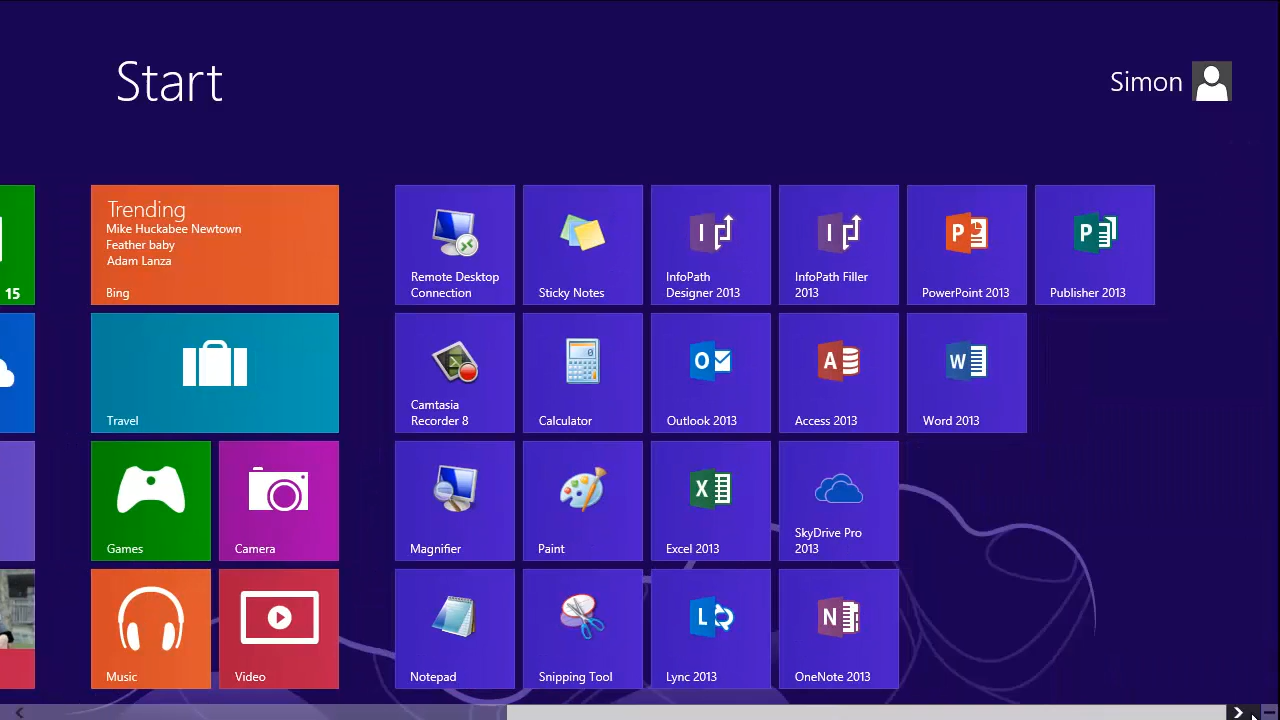 Start
Simon
15
Trending
Mike Huckabee Newtown
Feather baby
Adam Lanza
Bing
Travel
Games
Camera
Music
Video
Remote Desktop
Connection
Sticky Notes
InfoPath
Designer 2013
InfoPath Filler
2013
PowerPoint 2013
Publisher 2013
Camtasia
Recorder 8
Calculator
Outlook 2013
Access 2013
Word 2013
Magnifier
Paint
Excel 2013
SkyDrive Pro
2013
Notepad
Snipping Tool
Lync 2013
OneNote 2013